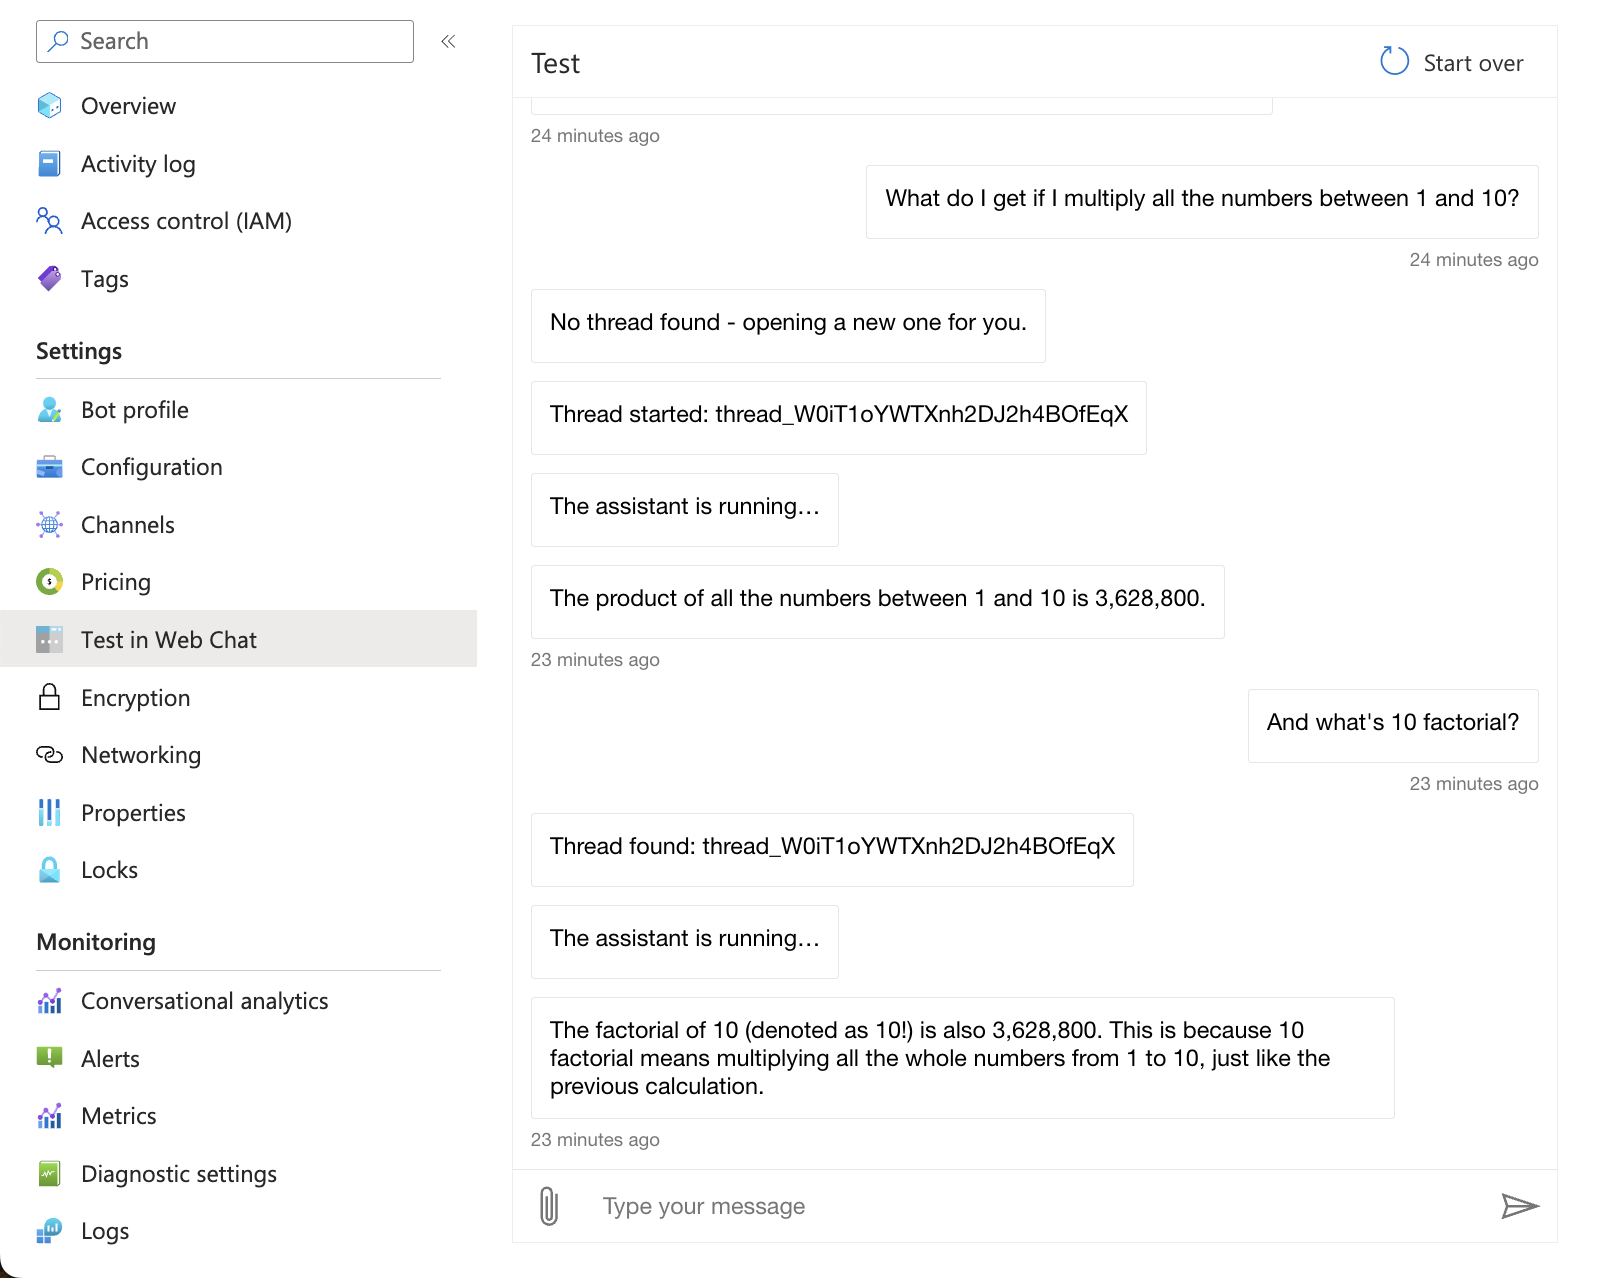 Search
Overview
Activity log
Access control (IAM)
Tags
Settings
Bot profile
Configuration
Channels
Pricing
Test in Web Chat
Encryption
Networking
Properties
Locks
Monitoring
Conversational analytics
Alerts
Metrics
Diagnostic settings
Logs
Test
Start over
24 minutes ago
What do I get if I multiply all the numbers between 1 and 10?
24 minutes ago
No thread found - opening a new one for you.
Thread started: thread_W0iT1oYWTXnh2DJ2h4BOfEqX
The assistant is running...
The product of all the numbers between 1 and 10 is 3,628,800.
23 minutes ago
And what's 10 factorial?
23 minutes ago
Thread found: thread_W0iT1oYWTXnh2DJ2h4BOfEqX
The assistant is running...
The factorial of 10 (denoted as 10!) is also 3,628,800. This is because 10
factorial means multiplying all the whole numbers from 1 to 10, just like the
previous calculation.
23 minutes ago
Type your message